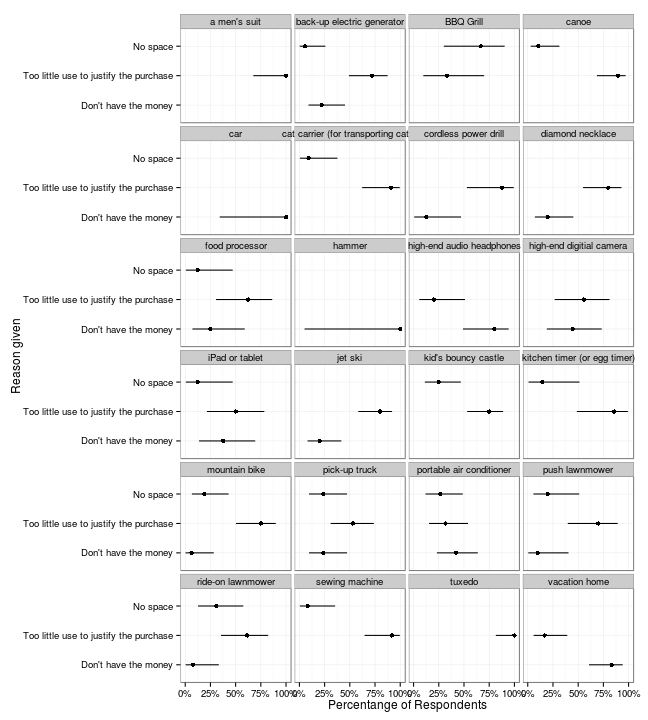 a men's suit
back-up electric generator
BBQ Grill
canoe
No space
Too little use to justify the purchase
Don't have the money
car
cat carrier (for transporting cat
cordless power drill
diamond necklace
No space
Too little use to justify the purchase
Don't have the money
food processor
hammer
high-end audio headphones
high-end digitial camera
No space
Too little use to justify the purchase
Don't have the money
iPad or tablet
jet ski
kid's bouncy castle
kitchen timer (or egg timer)
No space
Too little use to justify the purchase
Don't have the money
mountain bike
pick-up truck
portable air conditioner
push lawnmower
No space
Too little use to justify the purchase
Don't have the money
ride-on lawnmower
sewing machine
tuxedo
vacation home
No space
Too little use to justify the purchase
Don't have the money
0% 25% 50% 75% 100%
0% 25% 50% 75% 100%
0% 25% 50% 75% 100%
0% 25% 50% 75% 100%
Percentange of Respondents
Reason given